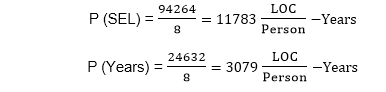 P (SEL) = 94264/8 = 11783 LOC/Person −Years
P (Years) = 24632/8 = 3079 LOC/Person −Years